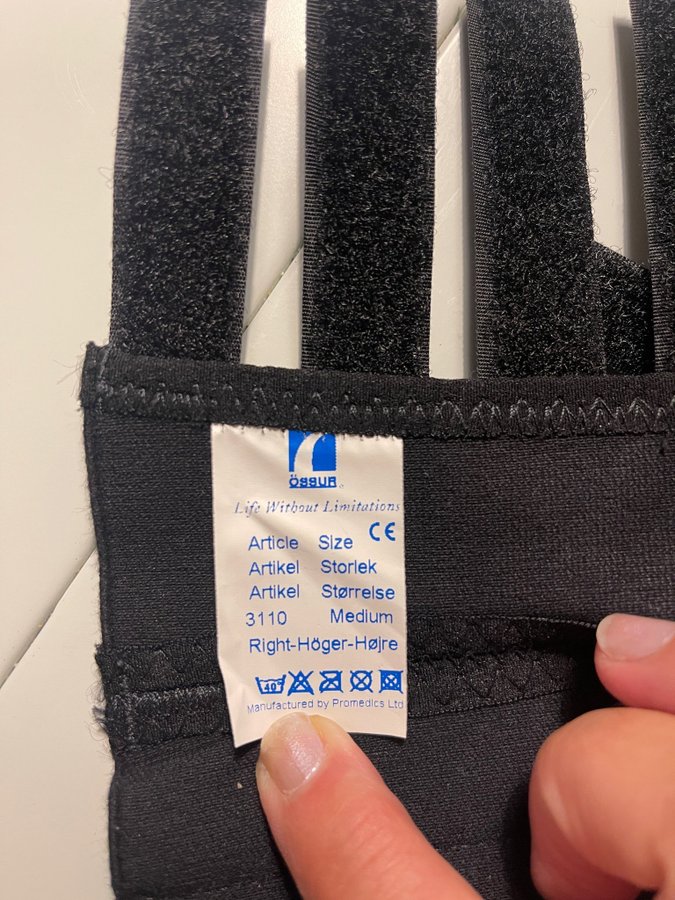 ÖSSUR
Life Without Limitations
CE
Article Size
Artikel Storlek
Artikel Størrelse
3110 Medium
Right-Höger-Højre
40°
Manufactured by Promedics Ltd